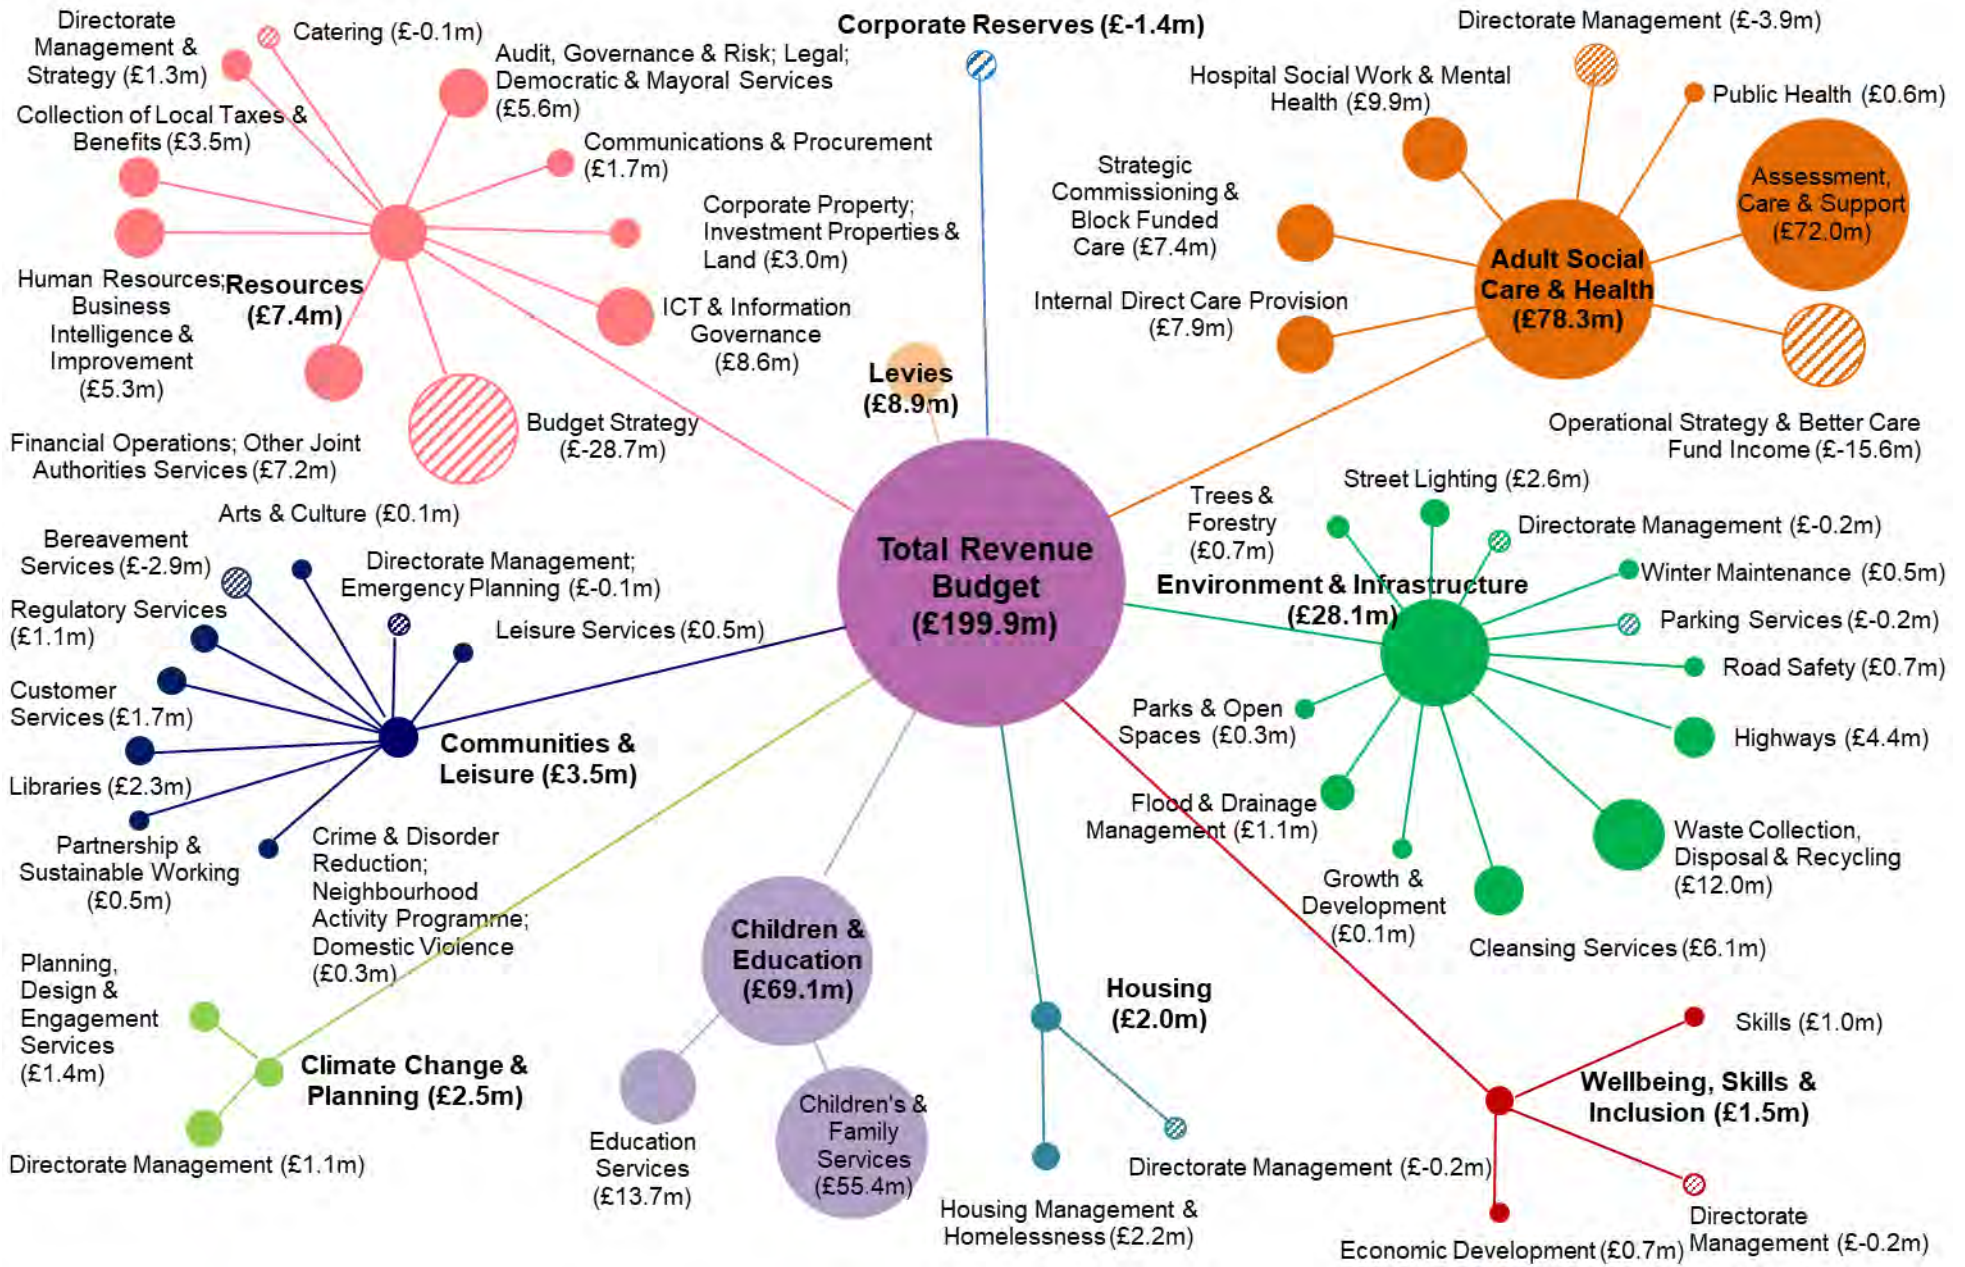 Directorate
Management &
Strategy (£1.3m)
Catering (£-0.1m)
Audit, Governance & Risk; Legal;
Democratic & Mayoral Services
(£5.6m)
Collection of Local Taxes &
Benefits (£3.5m)
Communications & Procurement
(£1.7m)
Corporate Property;
Investment Properties &
Land (£3.0m)
Human Resources;
Business
Intelligence &
Improvement
(£5.3m)
Resources
(£7.4m)
ICT & Information
Governance
(£8.6m)
Financial Operations; Other Joint
Authorities Services (£7.2m)
Budget Strategy
(£-28.7m)
Corporate Reserves (£-1.4m)
Levies
(£8.9m)
Directorate Management (£-3.9m)
Hospital Social Work & Mental
Health (£9.9m)
Public Health (£0.6m)
Strategic
Commissioning &
Block Funded
Care (£7.4m)
Assessment,
Care & Support
(£72.0m)
Adult Social
Care & Health
(£78.3m)
Internal Direct Care Provision
(£7.9m)
Operational Strategy & Better Care
Fund Income (£-15.6m)
Total Revenue
Budget
(£199.9m)
Arts & Culture (£0.1m)
Bereavement
Services (£-2.9m)
Directorate Management;
Emergency Planning (£-0.1m)
Regulatory Services
(£1.1m)
Leisure Services (£0.5m)
Customer
Services (£1.7m)
Communities &
Leisure (£3.5m)
Libraries (£2.3m)
Partnership &
Sustainable Working
(£0.5m)
Crime & Disorder
Reduction;
Neighbourhood
Activity Programme;
Domestic Violence
(£0.3m)
Street Lighting (£2.6m)
Trees &
Forestry
(£0.7m)
Directorate Management (£-0.2m)
Winter Maintenance (£0.5m)
Environment & Infrastructure
(£28.1m)
Parking Services (£-0.2m)
Road Safety (£0.7m)
Parks & Open
Spaces (£0.3m)
Highways (£4.4m)
Flood & Drainage
Management (£1.1m)
Waste Collection,
Disposal & Recycling
(£12.0m)
Growth &
Development
(£0.1m)
Cleansing Services (£6.1m)
Planning,
Design &
Engagement
Services
(£1.4m)
Climate Change &
Planning (£2.5m)
Directorate Management (£1.1m)
Children &
Education
(£69.1m)
Education
Services
(£13.7m)
Children's &
Family
Services
(£55.4m)
Housing
(£2.0m)
Directorate Management (£-0.2m)
Housing Management &
Homelessness (£2.2m)
Skills (£1.0m)
Wellbeing, Skills &
Inclusion (£1.5m)
Economic Development (£0.7m)
Directorate
Management (£-0.2m)